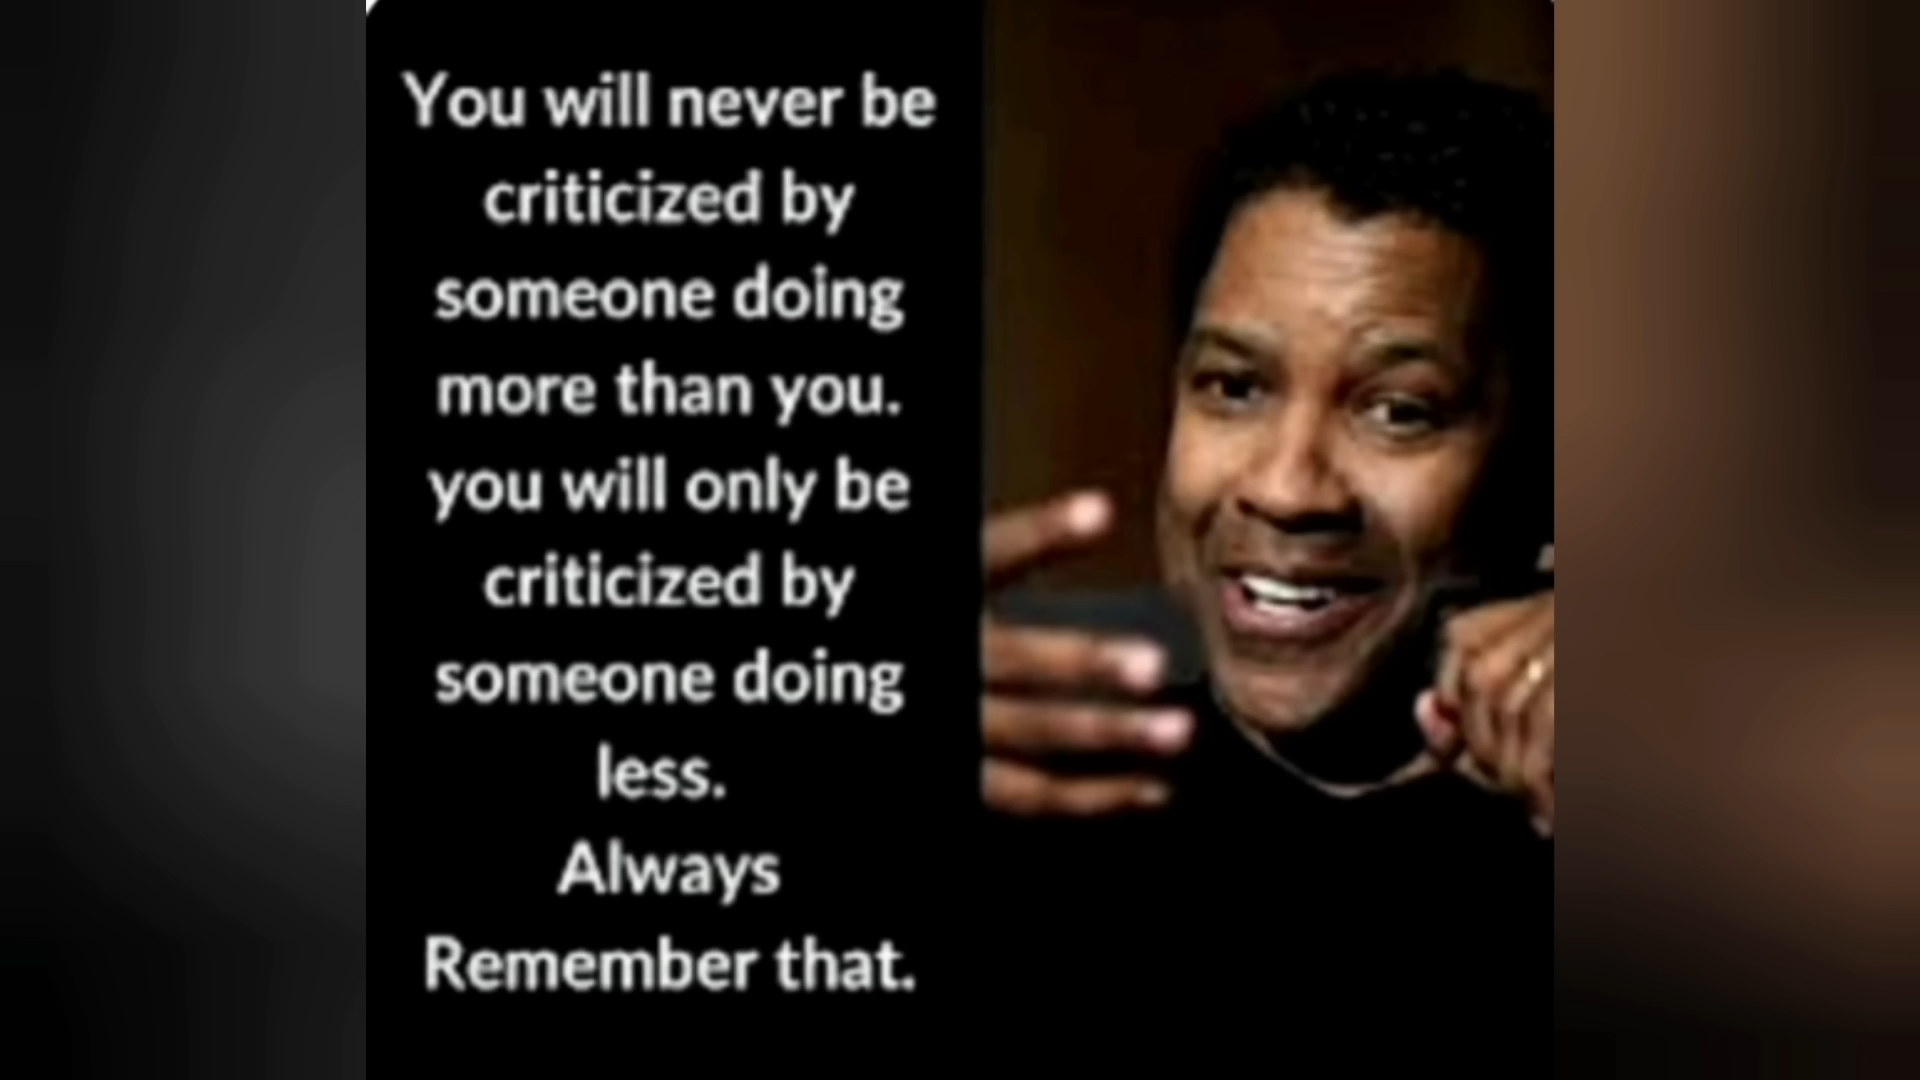 You will never be
criticized by
someone doing
more than you.
you will only be
criticized by
someone doing
less.
Always
Remember that.